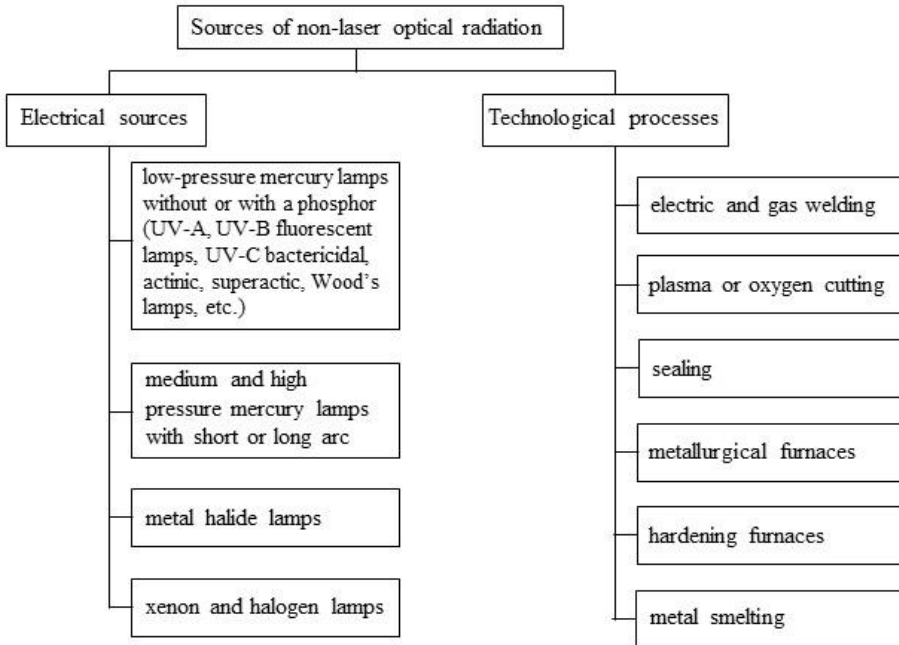 Sources of non-laser optical radiation
Electrical sources
low-pressure mercury lamps
without or with a phosphor
(UV-A, UV-B fluorescent
lamps, UV-C bactericidal,
actinic, superactic, Wood's
lamps, etc.)
medium and high
pressure mercury lamps
with short or long arc
metal halide lamps
xenon and halogen lamps
Technological processes
electric and gas welding
plasma or oxygen cutting
sealing
metallurgical furnaces
hardening furnaces
metal smelting